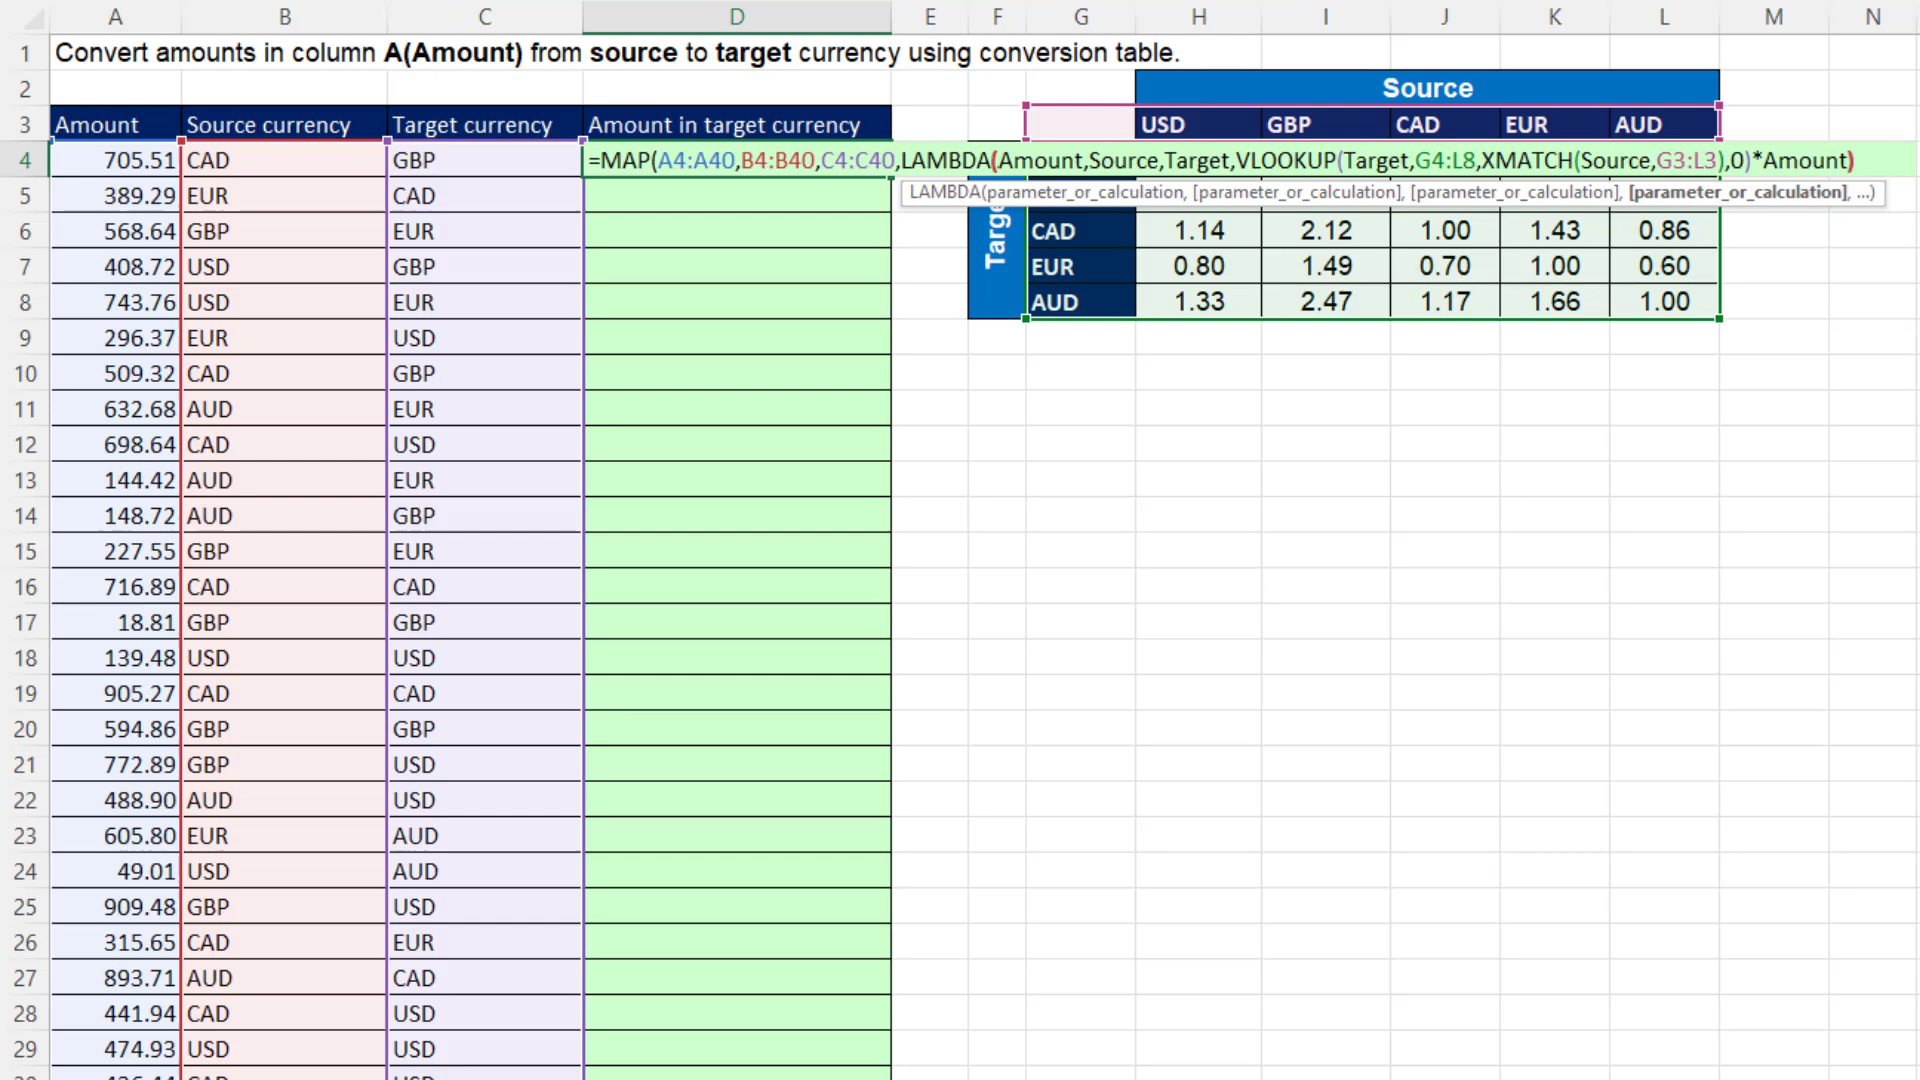 A B C D E F G H I J K L M N
1 Convert amounts in column A(Amount) from source to target currency using conversion table.
2 Source
3 Amount Source currency Target currency Amount in target currency USD GBP CAD EUR AUD
4 705.51 CAD GBP =MAP(A4:A40,B4:B40,C4:C40,LAMBDA(Amount,Source,Target,VLOOKUP(Target,G4:L8,XMATCH(Source,G3:L3),0)*Amount)
LAMBDA(parameter_or_calculation, [parameter_or_calculation], [parameter_or_calculation], [parameter_or_calculation], ...)
5 389.29 EUR CAD
6 568.64 GBP EUR CAD 1.14 2.12 1.00 1.43 0.86
7 408.72 USD GBP EUR 0.80 1.49 0.70 1.00 0.60
8 743.76 USD EUR AUD 1.33 2.47 1.17 1.66 1.00
9 296.37 EUR USD
10 509.32 CAD GBP
11 632.68 AUD EUR
12 698.64 CAD USD
13 144.42 AUD EUR
14 148.72 AUD GBP
15 227.55 GBP EUR
16 716.89 CAD CAD
17 18.81 GBP GBP
18 139.48 USD USD
19 905.27 CAD CAD
20 594.86 GBP GBP
21 772.89 GBP USD
22 488.90 AUD USD
23 605.80 EUR AUD
24 49.01 USD AUD
25 909.48 GBP USD
26 315.65 CAD EUR
27 893.71 AUD CAD
28 441.94 CAD USD
29 474.93 USD USD